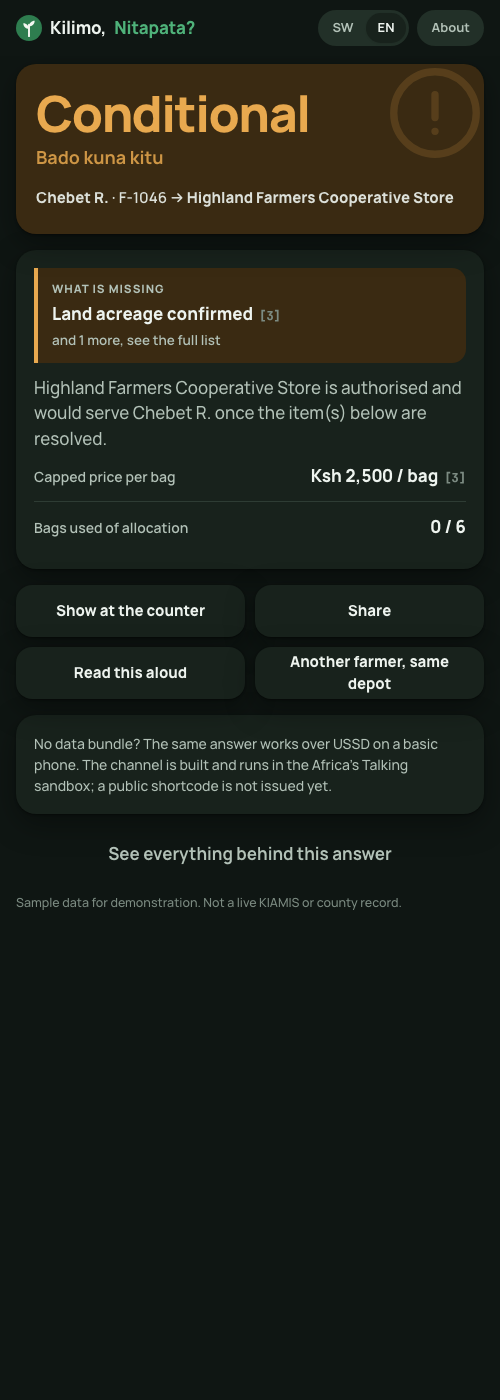 Kilimo, Nitapata?
SW EN About
Conditional
Bado kuna kitu
Chebet R. · F-1046 → Highland Farmers Cooperative Store
WHAT IS MISSING
Land acreage confirmed [3]
and 1 more, see the full list
Highland Farmers Cooperative Store is authorised and
would serve Chebet R. once the item(s) below are
resolved.
Capped price per bag Ksh 2,500 / bag [3]
Bags used of allocation 0 / 6
Show at the counter Share
Read this aloud Another farmer, same
depot
No data bundle? The same answer works over USSD on a basic
phone. The channel is built and runs in the Africa's Talking
sandbox; a public shortcode is not issued yet.
See everything behind this answer
Sample data for demonstration. Not a live KIAMIS or county record.